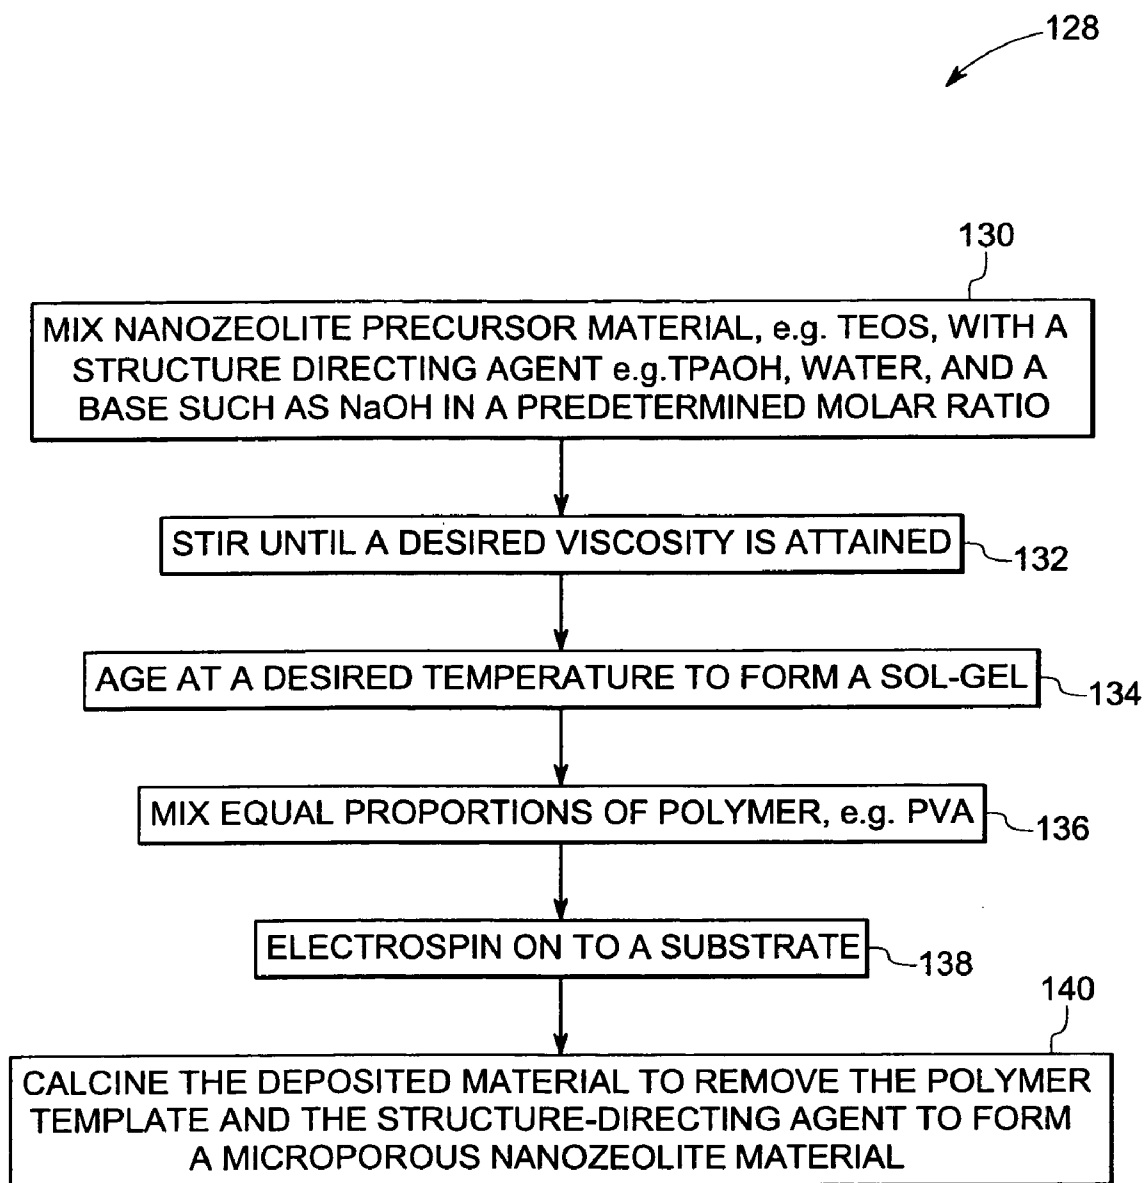 128
130
MIX NANOZEOLITE PRECURSOR MATERIAL, e.g. TEOS, WITH A
STRUCTURE DIRECTING AGENT e.g.TPAOH, WATER, AND A
BASE SUCH AS NaOH IN A PREDETERMINED MOLAR RATIO
STIR UNTIL A DESIRED VISCOSITY IS ATTAINED
132
AGE AT A DESIRED TEMPERATURE TO FORM A SOL-GEL
134
MIX EQUAL PROPORTIONS OF POLYMER, e.g. PVA
136
ELECTROSPIN ON TO A SUBSTRATE
138
140
CALCINE THE DEPOSITED MATERIAL TO REMOVE THE POLYMER
TEMPLATE AND THE STRUCTURE-DIRECTING AGENT TO FORM
A MICROPOROUS NANOZEOLITE MATERIAL